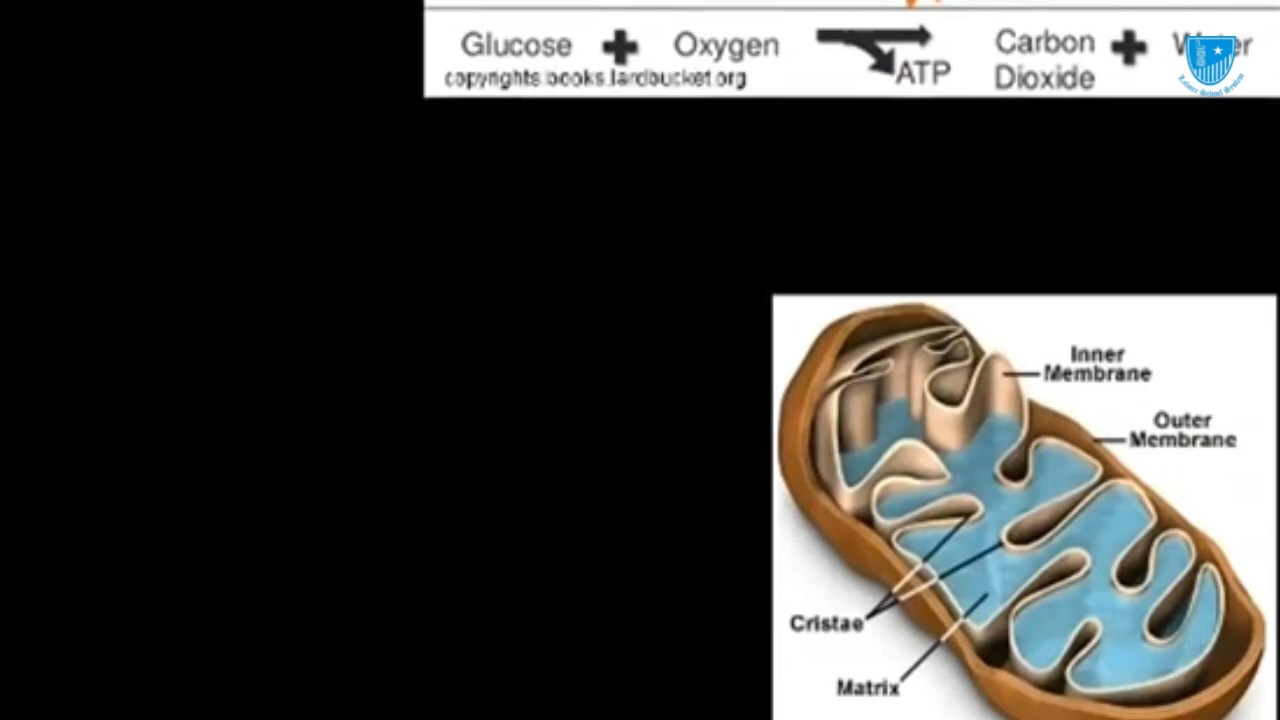 Glucose + Oxygen
ATP
Carbon
Dioxide
+
copyrights:books.lardbucket.org
Inner
Membrane
Outer
Membrane
Cristae
Matrix